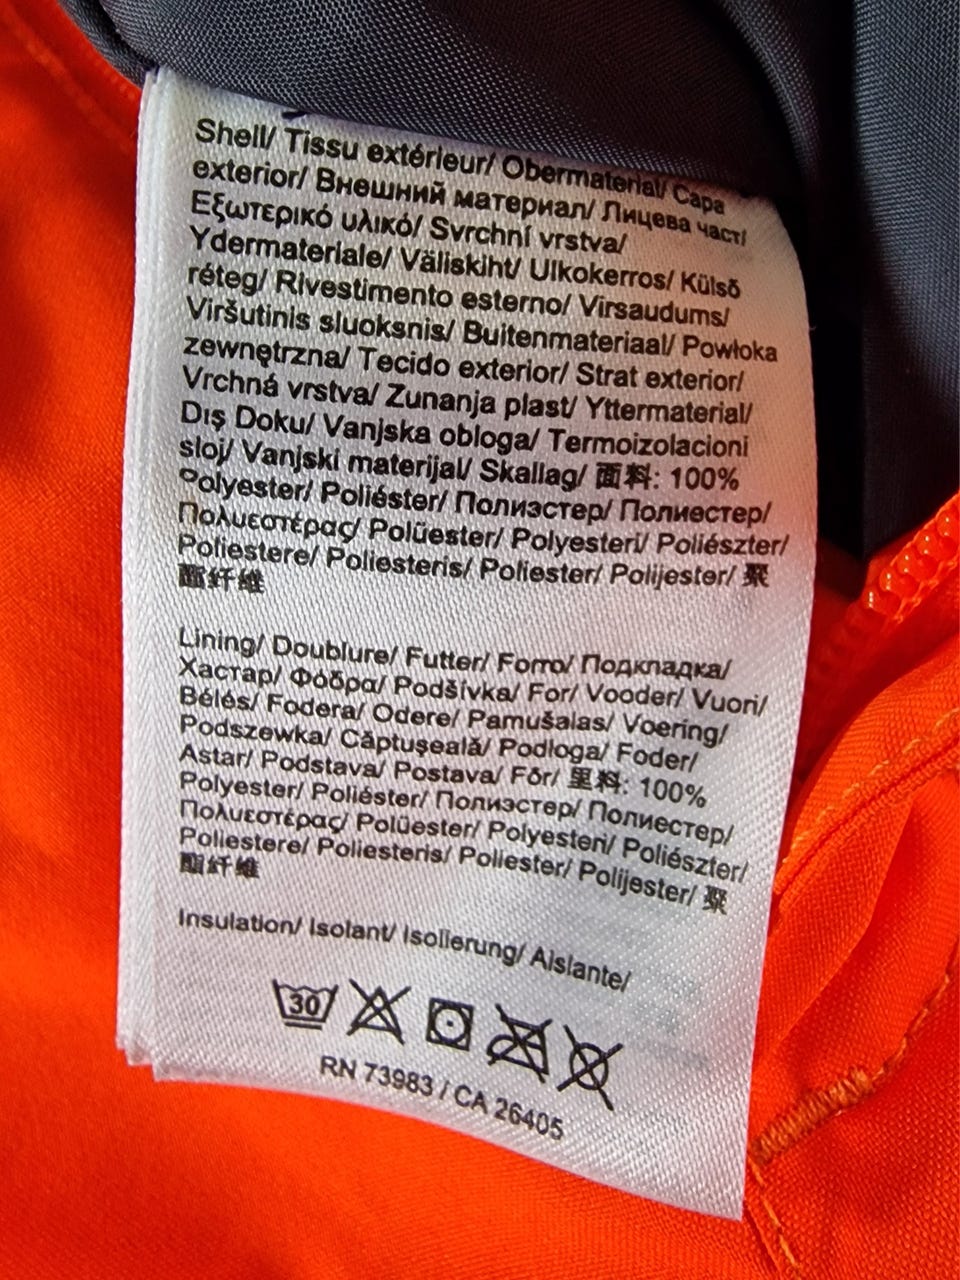 Shell/ Tissu extérieur/ Obermaterial/ Capa
exterior/ Внешний материал/ Лицева част/
Εξωτερικό υλικό/ Svrchní vrstva/
Ydermateriale/ Väliskiht/ Ulkokerros/ Külső
réteg/ Rivestimento esterno/ Virsaudums/
Viršutinis sluoksnis/ Buitenmateriaal/ Powłoka
zewnętrzna/ Tecido exterior/ Strat exterior/
Vrchná vrstva/ Zunanja plast/ Yttermaterial/
Dış Doku/ Vanjska obloga/ Termoizolacioni
sloj/ Vanjski materijal/ Skallag/ 面料: 100%
Polyester/ Poliéster/ Полиэстер/ Полиестер/
Πολυεστέρας/ Polüester/ Polyesteri/ Poliészter/
Poliestere/ Poliesteris/ Poliester/ Polijester/ 聚
酯纤维
Lining/ Doublure/ Futter/ Forro/ Подкладка/
Хастар/ Φόδρα/ Podšívka/ For/ Vooder/ Vuori/
Bélés/ Fodera/ Odere/ Pamušalas/ Voering/
Podszewka/ Căptușeală/ Podloga/ Foder/
Astar/ Podstava/ Postava/ Fôr/ 里料: 100%
Polyester/ Poliéster/ Полиэстер/ Полиестер/
Πολυεστέρας/ Polüester/ Polyesteri/ Poliészter/
Poliestere/ Poliesteris/ Poliester/ Polijester/ 聚
酯纤维
Insulation/ Isolant/ Isolierung/ Aislante/
30
RN 73983 / CA 26405